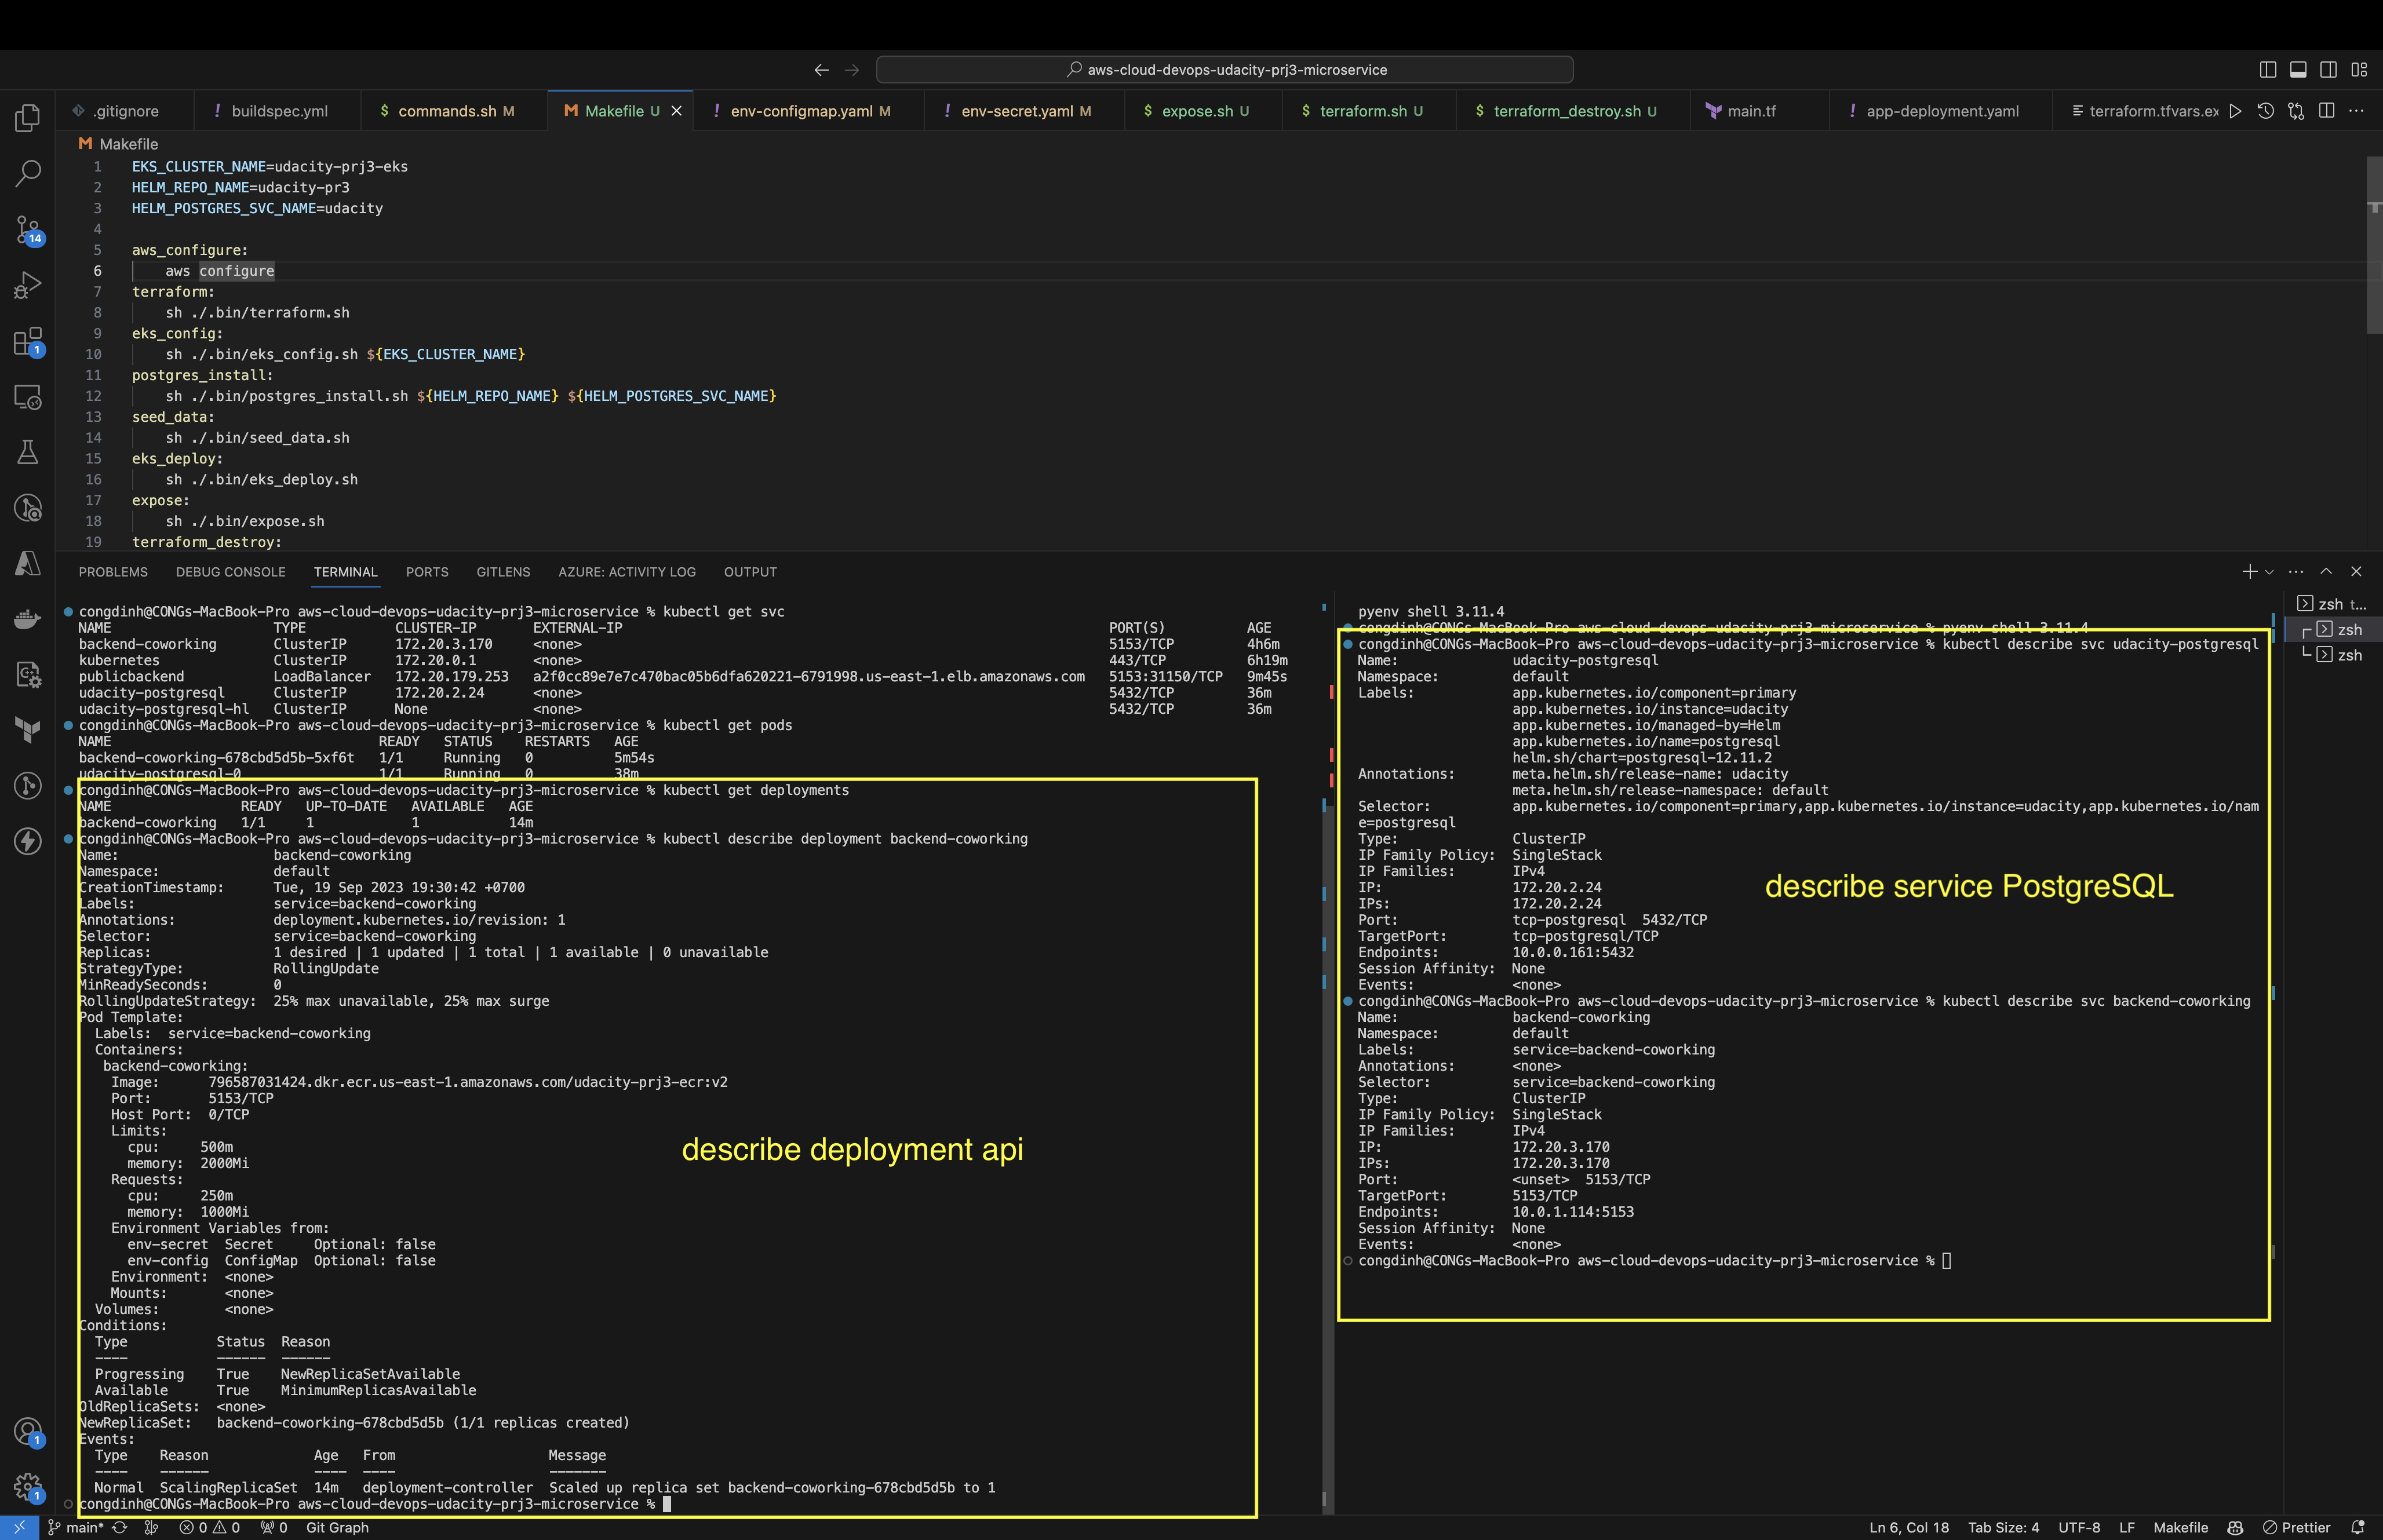 aws-cloud-devops-udacity-prj3-microservice
.gitignore
! buildspec.yml
$ commands.sh M
M Makefile U
! env-configmap.yaml M
! env-secret.yaml M
$ expose.sh U
$ terraform.sh U
$ terraform_destroy.sh U
main.tf
! app-deployment.yaml
terraform.tfvars.ex
M Makefile
1 EKS_CLUSTER_NAME=udacity-prj3-eks
2 HELM_REPO_NAME=udacity-pr3
3 HELM_POSTGRES_SVC_NAME=udacity
4
5 aws_configure:
6 aws configure
7 terraform:
8 sh ./.bin/terraform.sh
9 eks_config:
10 sh ./.bin/eks_config.sh ${EKS_CLUSTER_NAME}
11 postgres_install:
12 sh ./.bin/postgres_install.sh ${HELM_REPO_NAME} ${HELM_POSTGRES_SVC_NAME}
13 seed_data:
14 sh ./.bin/seed_data.sh
15 eks_deploy:
16 sh ./.bin/eks_deploy.sh
17 expose:
18 sh ./.bin/expose.sh
19 terraform_destroy:
14
1
PROBLEMS DEBUG CONSOLE TERMINAL PORTS GITLENS AZURE: ACTIVITY LOG OUTPUT
congdinh@CONGs-MacBook-Pro aws-cloud-devops-udacity-prj3-microservice % kubectl get svc
NAME TYPE CLUSTER-IP EXTERNAL-IP PORT(S) AGE
backend-coworking ClusterIP 172.20.3.170 <none> 5153/TCP 4h6m
kubernetes ClusterIP 172.20.0.1 <none> 443/TCP 6h19m
publicbackend LoadBalancer 172.20.179.253 a2f0cc89e7e7c470bac05b6dfa620221-6791998.us-east-1.elb.amazonaws.com 5153:31150/TCP 9m45s
udacity-postgresql ClusterIP 172.20.2.24 <none> 5432/TCP 36m
udacity-postgresql-hl ClusterIP None <none> 5432/TCP 36m
congdinh@CONGs-MacBook-Pro aws-cloud-devops-udacity-prj3-microservice % kubectl get pods
NAME READY STATUS RESTARTS AGE
backend-coworking-678cbd5d5b-5xf6t 1/1 Running 0 5m54s
udacity-postgresql-0 1/1 Running 0 38m
congdinh@CONGs-MacBook-Pro aws-cloud-devops-udacity-prj3-microservice % kubectl get deployments
NAME READY UP-TO-DATE AVAILABLE AGE
backend-coworking 1/1 1 1 14m
congdinh@CONGs-MacBook-Pro aws-cloud-devops-udacity-prj3-microservice % kubectl describe deployment backend-coworking
Name: backend-coworking
Namespace: default
CreationTimestamp: Tue, 19 Sep 2023 19:30:42 +0700
Labels: service=backend-coworking
Annotations: deployment.kubernetes.io/revision: 1
Selector: service=backend-coworking
Replicas: 1 desired | 1 updated | 1 total | 1 available | 0 unavailable
StrategyType: RollingUpdate
MinReadySeconds: 0
RollingUpdateStrategy: 25% max unavailable, 25% max surge
Pod Template:
Labels: service=backend-coworking
Containers:
backend-coworking:
Image: 796587031424.dkr.ecr.us-east-1.amazonaws.com/udacity-prj3-ecr:v2
Port: 5153/TCP
Host Port: 0/TCP
Limits:
cpu: 500m
memory: 2000Mi
Requests:
cpu: 250m
memory: 1000Mi
Environment Variables from:
env-secret Secret Optional: false
env-config ConfigMap Optional: false
Environment: <none>
Mounts: <none>
Volumes: <none>
Conditions:
Type Status Reason
---- ------ ------
Progressing True NewReplicaSetAvailable
Available True MinimumReplicasAvailable
OldReplicaSets: <none>
NewReplicaSet: backend-coworking-678cbd5d5b (1/1 replicas created)
Events:
Type Reason Age From Message
---- ------ ---- ---- -------
Normal ScalingReplicaSet 14m deployment-controller Scaled up replica set backend-coworking-678cbd5d5b to 1
congdinh@CONGs-MacBook-Pro aws-cloud-devops-udacity-prj3-microservice %
describe deployment api
pyenv shell 3.11.4
congdinh@CONGs-MacBook-Pro aws-cloud-devops-udacity-prj3-microservice % pyenv shell 3.11.4
congdinh@CONGs-MacBook-Pro aws-cloud-devops-udacity-prj3-microservice % kubectl describe svc udacity-postgresql
Name: udacity-postgresql
Namespace: default
Labels: app.kubernetes.io/component=primary
app.kubernetes.io/instance=udacity
app.kubernetes.io/managed-by=Helm
app.kubernetes.io/name=postgresql
helm.sh/chart=postgresql-12.11.2
Annotations: meta.helm.sh/release-name: udacity
meta.helm.sh/release-namespace: default
Selector: app.kubernetes.io/component=primary,app.kubernetes.io/instance=udacity,app.kubernetes.io/nam
e=postgresql
Type: ClusterIP
IP Family Policy: SingleStack
IP Families: IPv4
IP: 172.20.2.24
IPs: 172.20.2.24
Port: tcp-postgresql 5432/TCP
TargetPort: tcp-postgresql/TCP
Endpoints: 10.0.0.161:5432
Session Affinity: None
Events: <none>
describe service PostgreSQL
congdinh@CONGs-MacBook-Pro aws-cloud-devops-udacity-prj3-microservice % kubectl describe svc backend-coworking
Name: backend-coworking
Namespace: default
Labels: service=backend-coworking
Annotations: <none>
Selector: service=backend-coworking
Type: ClusterIP
IP Family Policy: SingleStack
IP Families: IPv4
IP: 172.20.3.170
IPs: 172.20.3.170
Port: <unset> 5153/TCP
TargetPort: 5153/TCP
Endpoints: 10.0.1.114:5153
Session Affinity: None
Events: <none>
congdinh@CONGs-MacBook-Pro aws-cloud-devops-udacity-prj3-microservice %
zsh t...
zsh
zsh
1
1
main* 0 0 0 Git Graph
Ln 6, Col 18 Tab Size: 4 UTF-8 LF Makefile Prettier